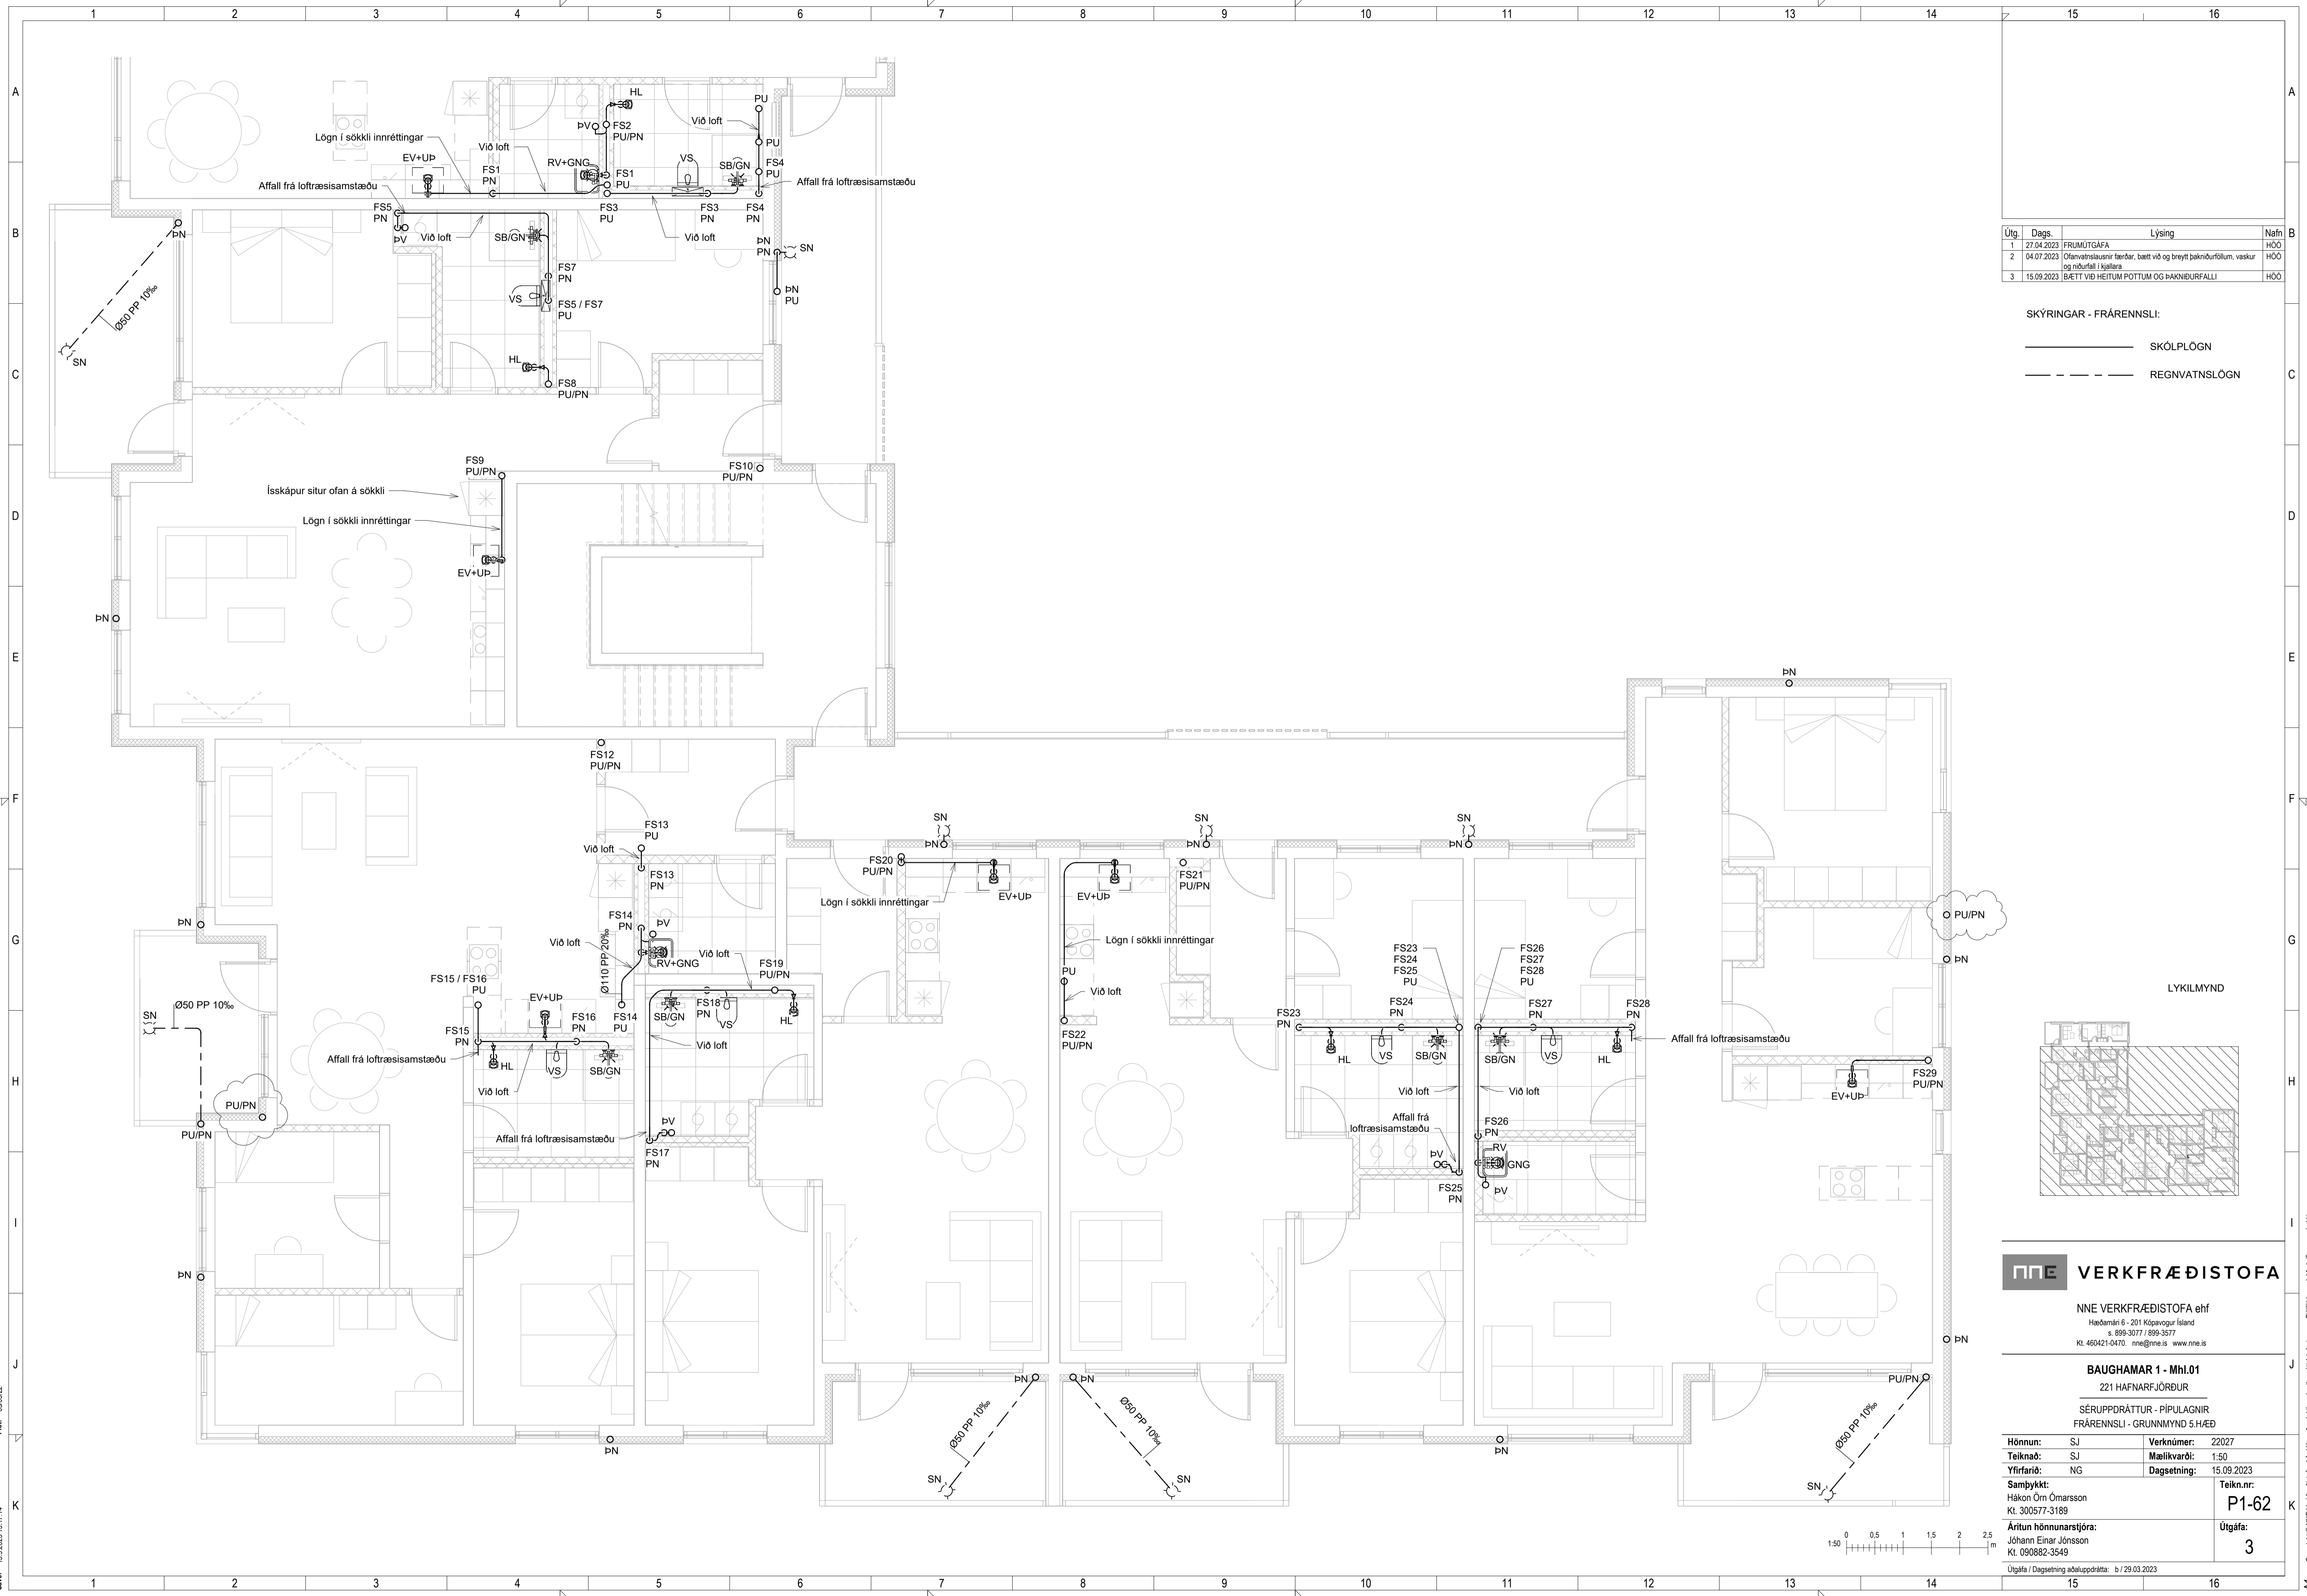 1 2 3 4 5 6 7 8 9 10 11 12 13 14 15 16
A
A
HL
PU
ÞV
FS2
PU/PN
Við loft
Lögn í sökkli innréttingar
Við loft
PU
EV+UÞ
RV+GNG
VS
SB/GN
FS4
PU
FS1
PN
FS1
PU
Affall frá loftræsisamstæðu
Affall frá loftræsisamstæðu
FS5
PN
FS3
PU
FS3
PN
FS4
PN
B
ÞN
ÞV
Við loft
SB/GN
Við loft
ÞN
PN
SN
FS7
PN
ÞN
PU
VS
FS5 / FS7
PU
Ø50 PP 10‰
SN
HL
FS8
PU/PN
C
FS9
PU/PN
FS10
PU/PN
Ísskápur situr ofan á sökkli
Lögn í sökkli innréttingar
D
D
EV+UÞ
ÞN
E
E
ÞN
FS12
PU/PN
F
F
FS13
PU
Við loft
FS13
PN
SN
ÞN
SN
ÞN
SN
ÞN
FS20
PU/PN
EV+UÞ
EV+UÞ
FS21
PU/PN
Lögn í sökkli innréttingar
ÞN
FS14
PN
ÞV
G
G
Við loft
Ø110 PP 20‰
Við loft
RV+GNG
FS19
PU/PN
Lögn í sökkli innréttingar
FS23
FS24
FS25
PU
FS26
FS27
FS28
PU
PU/PN
ÞN
PU
Við loft
FS15 / FS16
PU
EV+UÞ
FS16
PN
FS14
PU
SB/GN
FS18
PN
VS
HL
Ø50 PP 10‰
SN
FS15
PN
FS22
PU/PN
FS23
PN
FS24
PN
FS27
PN
FS28
PN
Affall frá loftræsisamstæðu
Við loft
Affall frá loftræsisamstæðu
HL
VS
SB/GN
HL
VS
SB/GN
SB/GN
VS
HL
H
H
Við loft
Við loft
Við loft
FS29
PU/PN
EV+UÞ
PU/PN
PU/PN
Affall frá loftræsisamstæðu
ÞV
FS17
PN
Affall frá
loftræsisamstæðu
FS26
PN
RV
GNG
ÞV
FS25
PN
ÞV
I
I
ÞN
ÞN
J
J
ÞN
ÞN
PU/PN
Ø50 PP 10‰
Ø50 PP 10‰
Ø50 PP 10‰
ÞN
ÞN
SN
SN
SN
K
K
1:50
0 0,5 1 1,5 2 2,5 m
1 2 3 4 5 6 7 8 9 10 11 12 13 14 15 16
B
Útg. Dags. Lýsing Nafn
1 27.04.2023 FRUMÚTGÁFA HÖÓ
2 04.07.2023 Ofanvatnslausnir færðar, bætt við og breytt þakniðurföllum, vaskur HÖÓ
og niðurfall í kjallara
3 15.09.2023 BÆTT VIÐ HEITUM POTTUM OG ÞAKNIÐURFALLI HÖÓ
SKÝRINGAR - FRÁRENNSLI:
SKÓLPLÖGN
REGNVATNSLÖGN
C
LYKILMYND
NNE VERKFRÆÐISTOFA
NNE VERKFRÆÐISTOFA ehf
Hæðamári 6 - 201 Kópavogur Ísland
s. 899-3077 / 899-3577
Kt. 460421-0470. nne@nne.is www.nne.is
BAUGHAMAR 1 - Mhl.01
221 HAFNARFJÖRÐUR
SÉRUPPDRÁTTUR - PÍPULAGNIR
FRÁRENNSLI - GRUNNMYND 5.HÆÐ
Hönnun: SJ Verknúmer: 22027
Teiknað: SJ Mælikvarði: 1:50
Yfirfarið: NG Dagsetning: 15.09.2023
Samþykkt: Teikn.nr:
Hákon Örn Ómarsson
Kt. 300577-3189
P1-62
Áritun hönnunarstjóra: Útgáfa:
Jóhann Einar Jónsson
Kt. 090882-3549
3
Útgáfa / Dagsetning aðaluppdrátta: b / 29.03.2023